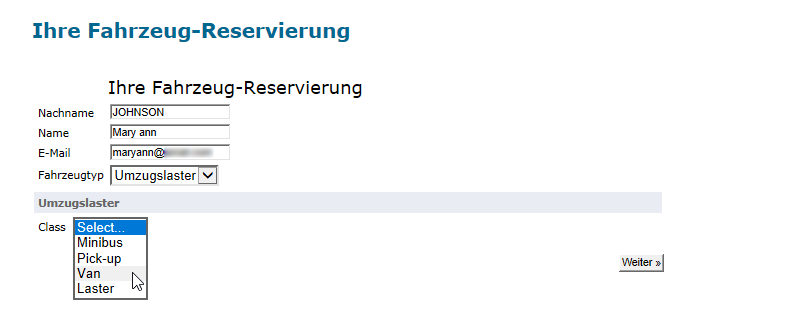 Ihre Fahrzeug-Reservierung
Ihre Fahrzeug-Reservierung
Nachname JOHNSON
Name Mary ann
E-Mail maryann@
Fahrzeugtyp Umzugslaster
Umzugslaster
Class Select...
Minibus
Pick-up
Van
Weiter »
Laster